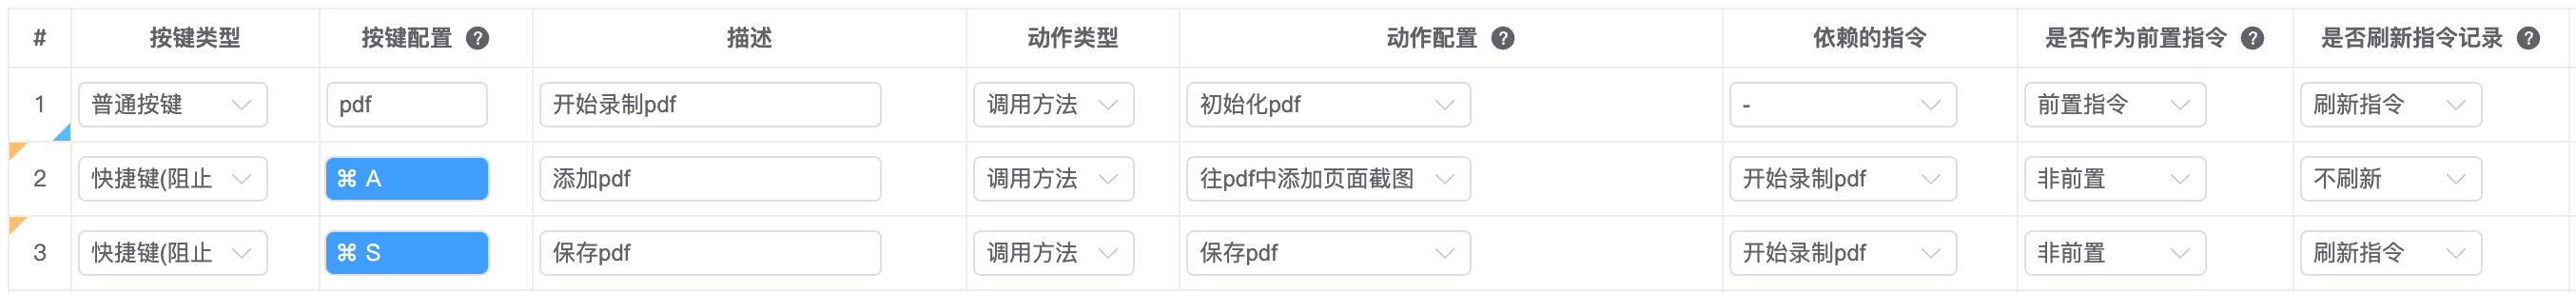 # 按键类型 按键配置 ? 描述 动作类型 动作配置 ? 依赖的指令 是否作为前置指令 ? 是否刷新指令记录 ?
1 普通按键 pdf 开始录制pdf 调用方法 初始化pdf - 前置指令 刷新指令
2 快捷键(阻止 ⌘ A 添加pdf 调用方法 往pdf中添加页面截图 开始录制pdf 非前置 不刷新
3 快捷键(阻止 ⌘ S 保存pdf 调用方法 保存pdf 开始录制pdf 非前置 刷新指令